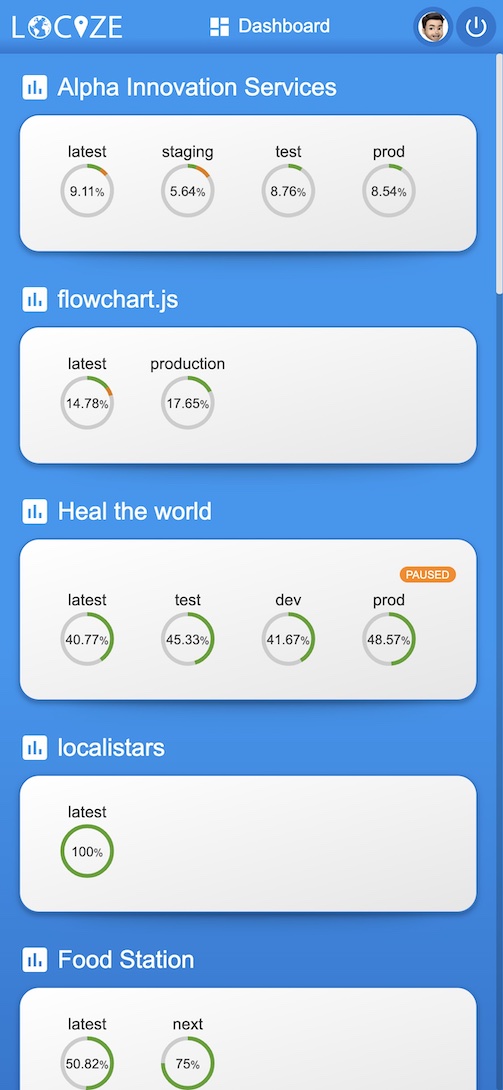 LOCIZE
Dashboard
Alpha Innovation Services
latest staging test prod
9.11% 5.64% 8.76% 8.54%
flowchart.js
latest production
14.78% 17.65%
Heal the world
PAUSED
latest test dev prod
40.77% 45.33% 41.67% 48.57%
localistars
latest
100%
Food Station
latest next
50.82% 75%